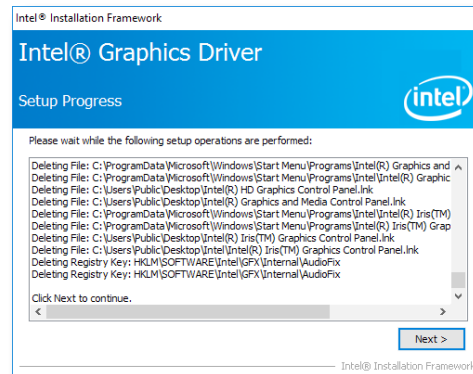 Intel® Installation Framework
Intel® Graphics Driver
Setup Progress
intel
Please wait while the following setup operations are performed:
Deleting File: C:\ProgramData\Microsoft\Windows\Start Menu\Programs\Intel(R) Graphics and
Deleting File: C:\ProgramData\Microsoft\Windows\Start Menu\Programs\Intel\Intel(R) Graphic
Deleting File: C:\Users\Public\Desktop\Intel(R) HD Graphics Control Panel.lnk
Deleting File: C:\Users\Public\Desktop\Intel(R) Graphics and Media Control Panel.lnk
Deleting File: C:\ProgramData\Microsoft\Windows\Start Menu\Programs\Intel\Intel(R) Iris(TM)
Deleting File: C:\ProgramData\Microsoft\Windows\Start Menu\Programs\Intel(R) Iris(TM) Grap
Deleting File: C:\Users\Public\Desktop\Intel(R) Iris(TM) Graphics Control Panel.lnk
Deleting File: C:\Users\Public\Desktop\Intel\Intel(R) Iris(TM) Graphics Control Panel.lnk
Deleting Registry Key: HKLM\SOFTWARE\Intel\GFX\Internal\AudioFix
Deleting Registry Key: HKLM\SOFTWARE\Intel\GFX\Internal\AudioFix
Click Next to continue.
Next >
Intel® Installation Framework